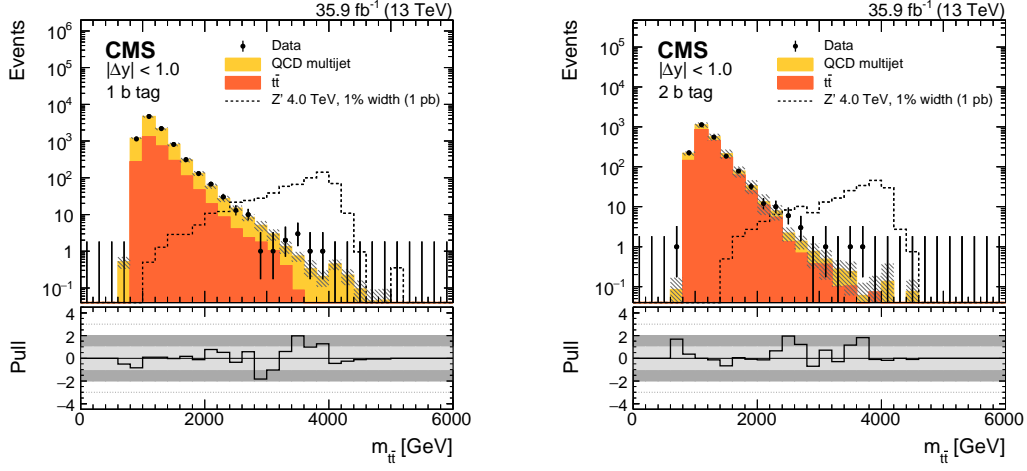 35.9 fb⁻¹ (13 TeV)
Events
10⁶
10⁵
10⁴
10³
10²
10
1
10⁻¹
CMS
|Δy| < 1.0
1 b tag
Data
QCD multijet
tt̄
Z' 4.0 TeV, 1% width (1 pb)
Pull
4
2
0
−2
−4
0 2000 4000 6000
m_tt̄ [GeV]
35.9 fb⁻¹ (13 TeV)
Events
10⁵
10⁴
10³
10²
10
1
10⁻¹
CMS
|Δy| < 1.0
2 b tag
Data
QCD multijet
tt̄
Z' 4.0 TeV, 1% width (1 pb)
Pull
4
2
0
−2
−4
0 2000 4000 6000
m_tt̄ [GeV]